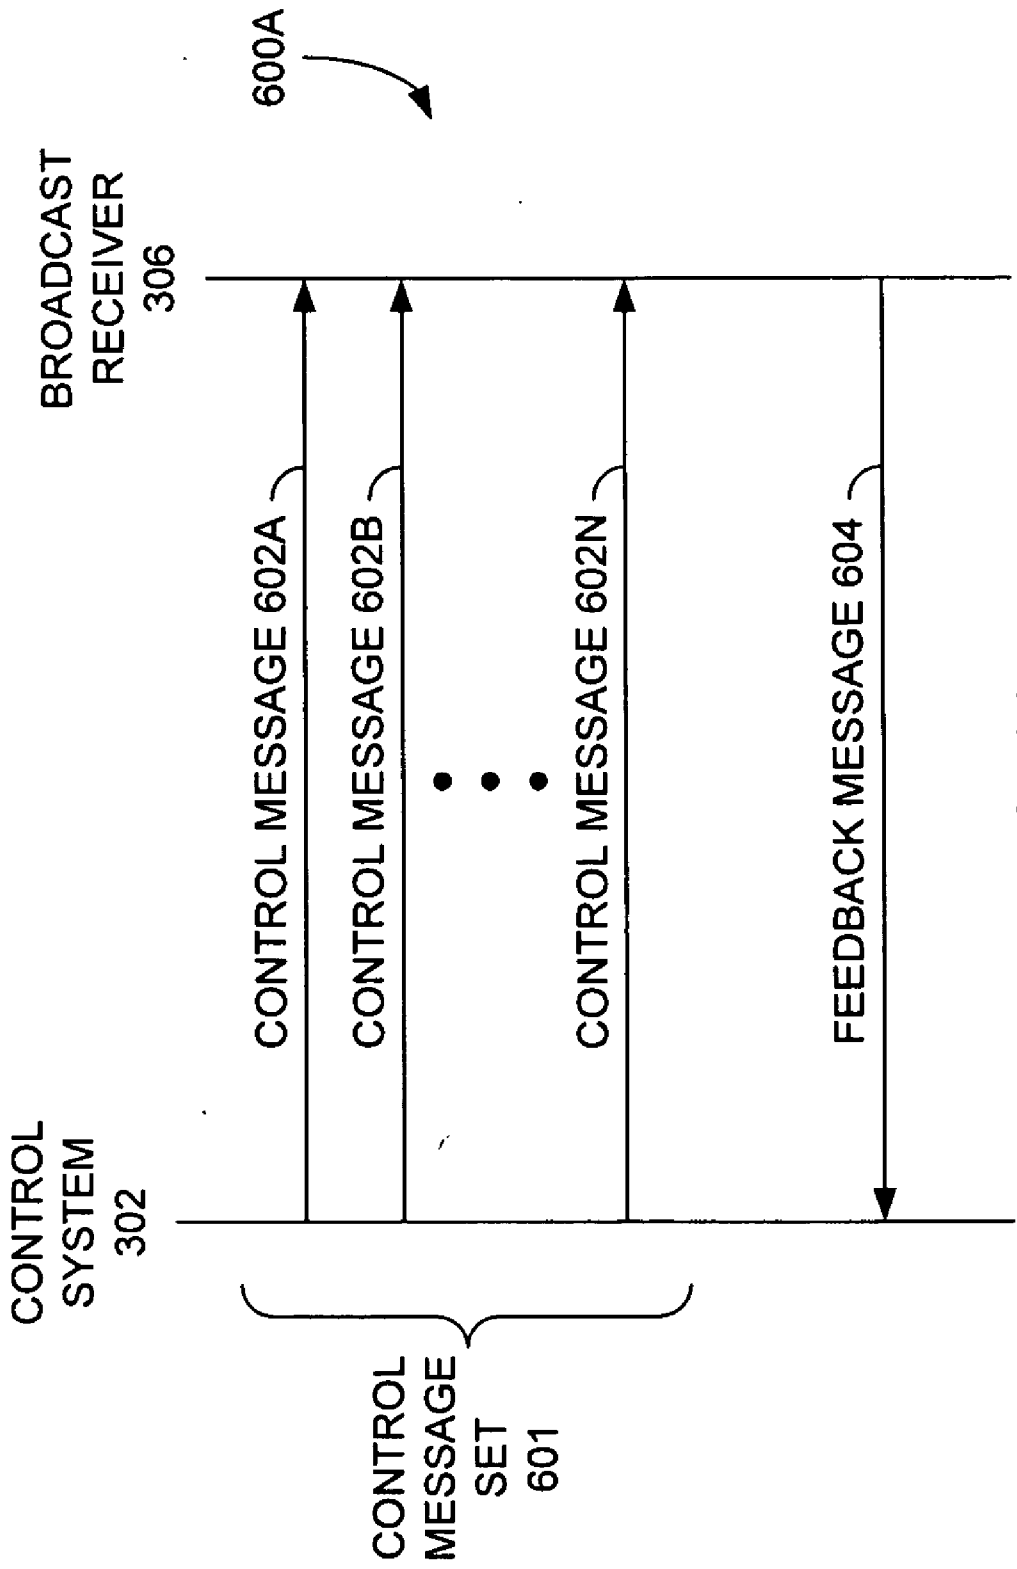 CONTROL
SYSTEM
302
BROADCAST
RECEIVER
306
600A
CONTROL MESSAGE 602A
CONTROL MESSAGE 602B
CONTROL MESSAGE 602N
FEEDBACK MESSAGE 604
CONTROL
MESSAGE
SET
601